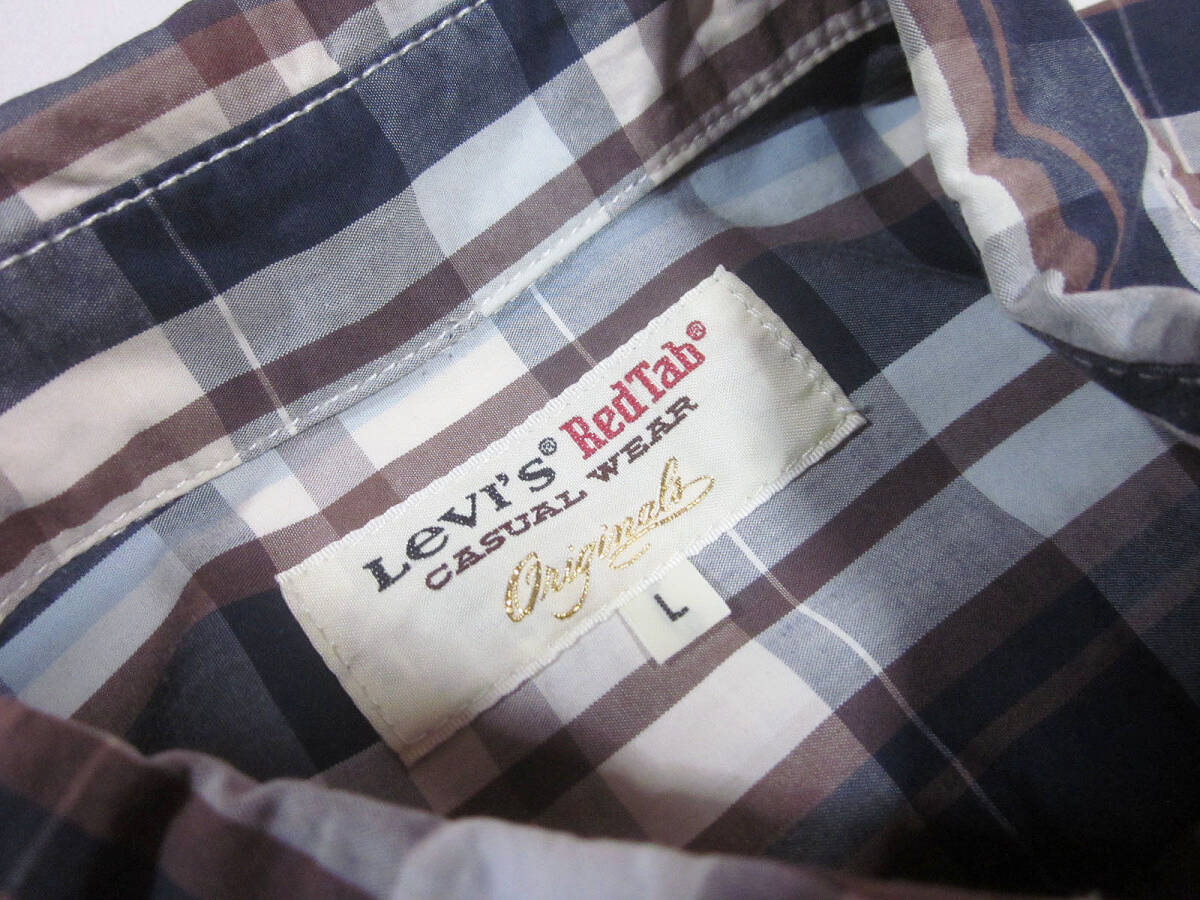 Levi's® RedTab®
CASUAL WEAR
Originals
L